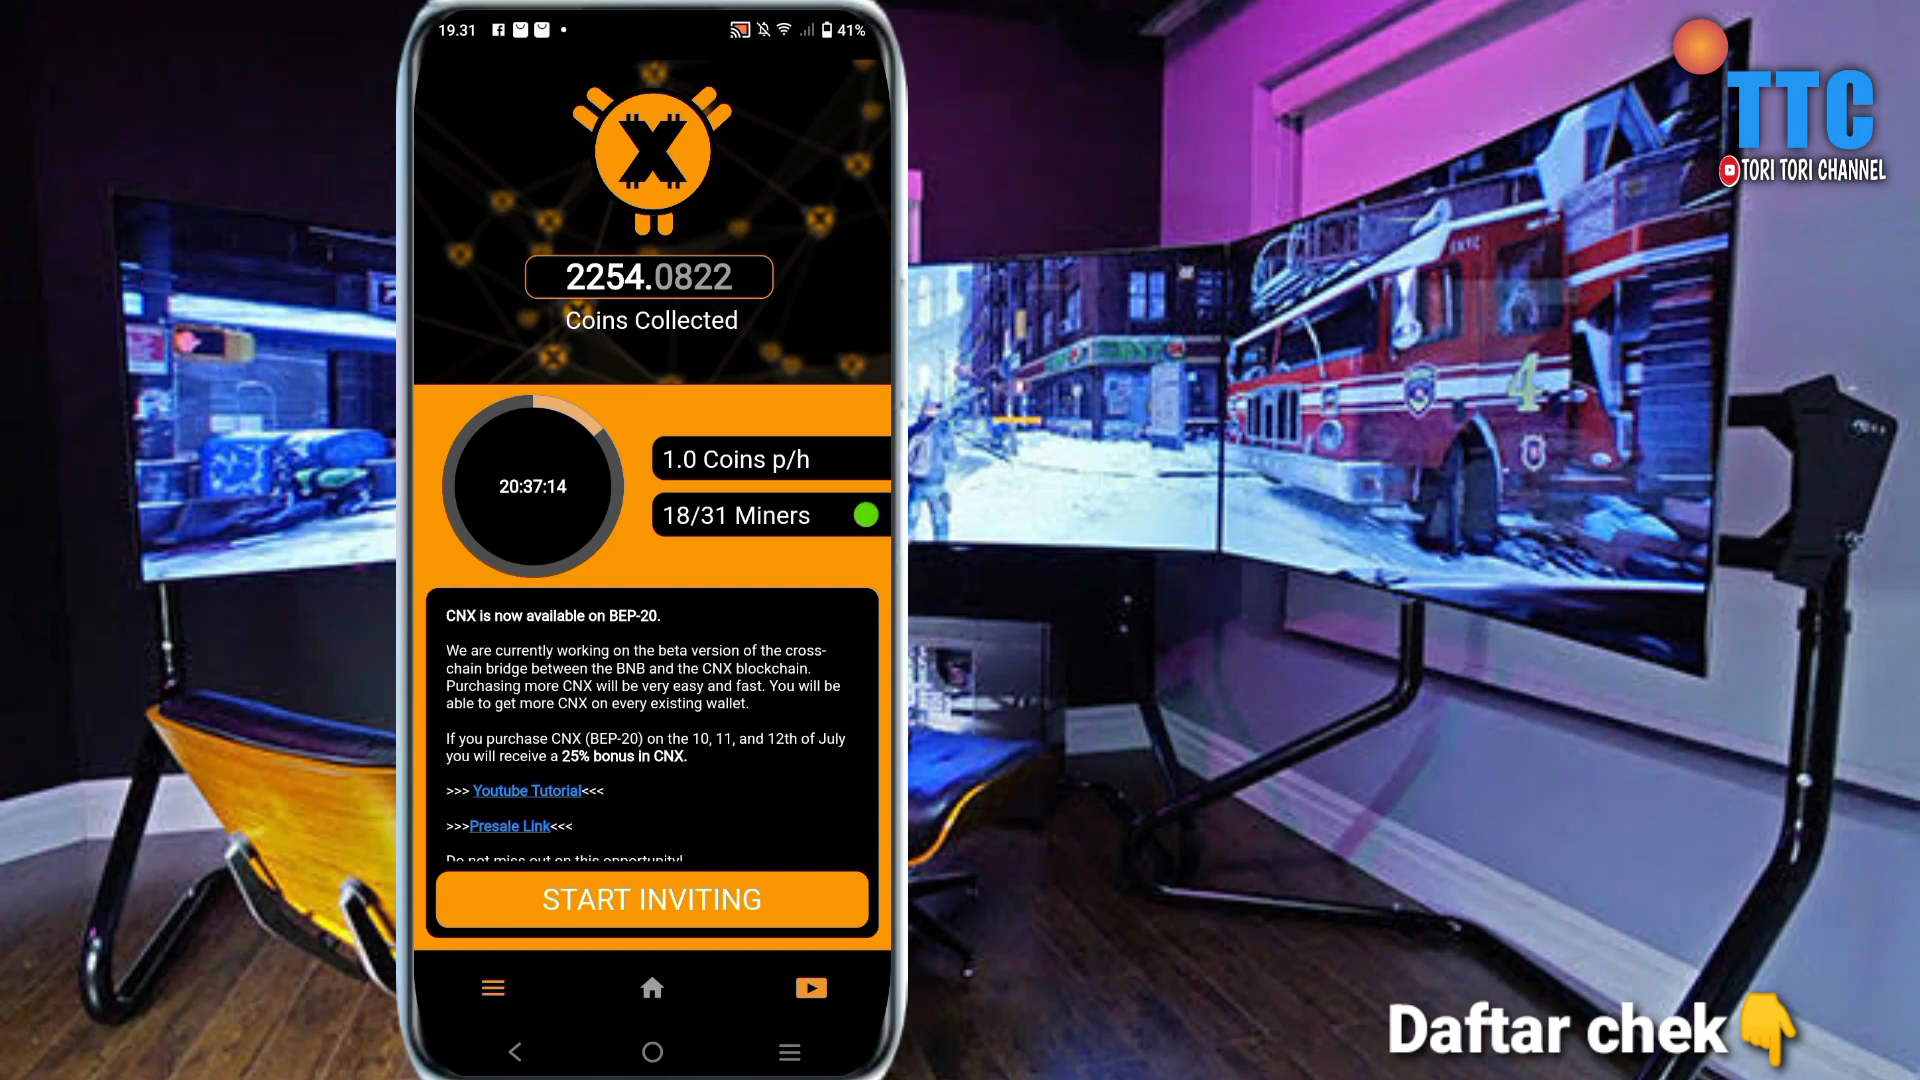 19.31
41%
TTC
TORI TORI CHANNEL
2254.0822
Coins Collected
20:37:14
1.0 Coins p/h
18/31 Miners
CNX is now available on BEP-20.
We are currently working on the beta version of the cross-
chain bridge between the BNB and the CNX blockchain.
Purchasing more CNX will be very easy and fast. You will be
able to get more CNX on every existing wallet.
If you purchase CNX (BEP-20) on the 10, 11, and 12th of July
you will receive a 25% bonus in CNX.
>>> Youtube Tutorial<<<
>>>Presale Link<<<
Do not miss out on this opportunity!
START INVITING
4
Daftar chek👇